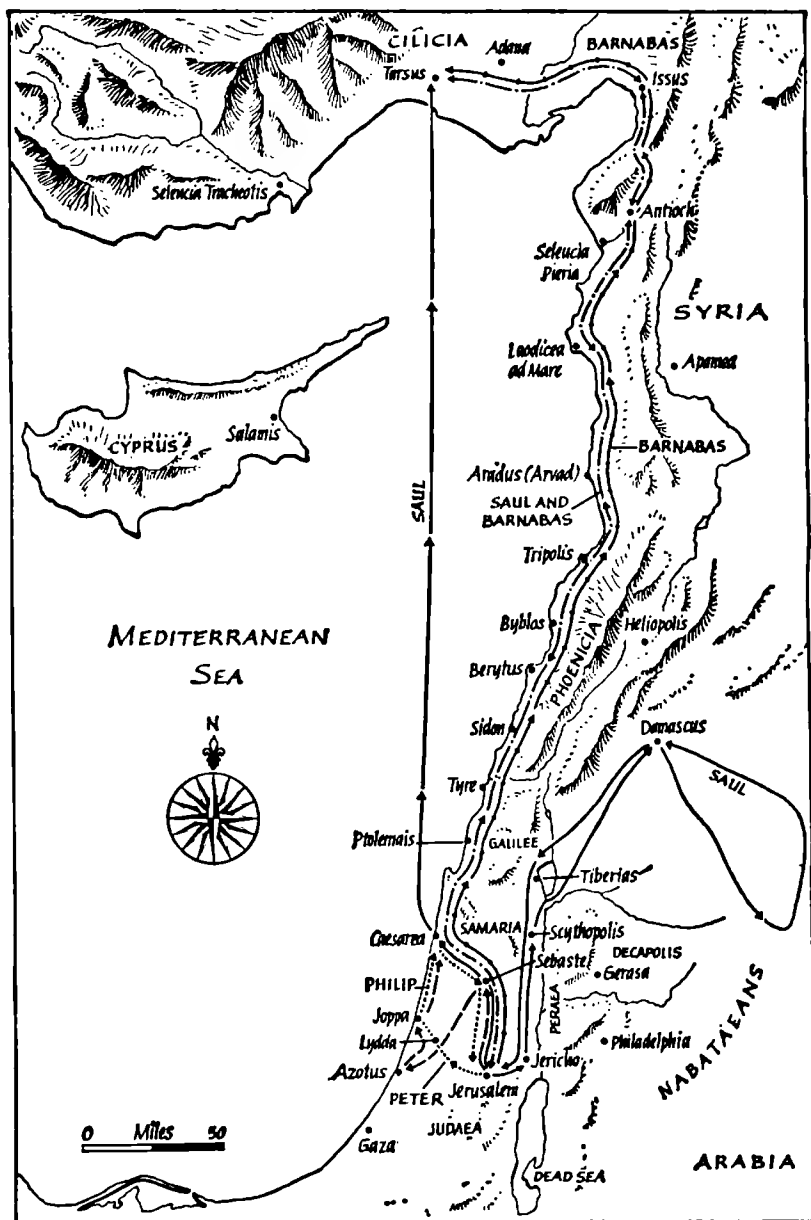 CILICIA
Adana
BARNABAS
Tarsus
Issus
Selencia Tracheotis
Antioch
Seleucia
Pieria
SYRIA
Laodicea
ad Mare
Apamea
CYPRUS
Salamis
BARNABAS
Aradus (Arvad)
SAUL AND
BARNABAS
SAUL
Tripolis
Byblos
Heliopolis
PHOENICIA
MEDITERRANEAN
SEA
Berytus
N
Sidon
Damascus
SAUL
Tyre
Ptolemais
GALILEE
Tiberias
Caesarea
SAMARIA
Scythopolis
Sebaste
DECAPOLIS
Gerasa
PHILIP
PERAEA
Joppa
Lydda
Philadelphia
NABATAEANS
Azotus
Jericho
Jerusalem
PETER
JUDAEA
0 Miles 50
Gaza
DEAD SEA
ARABIA